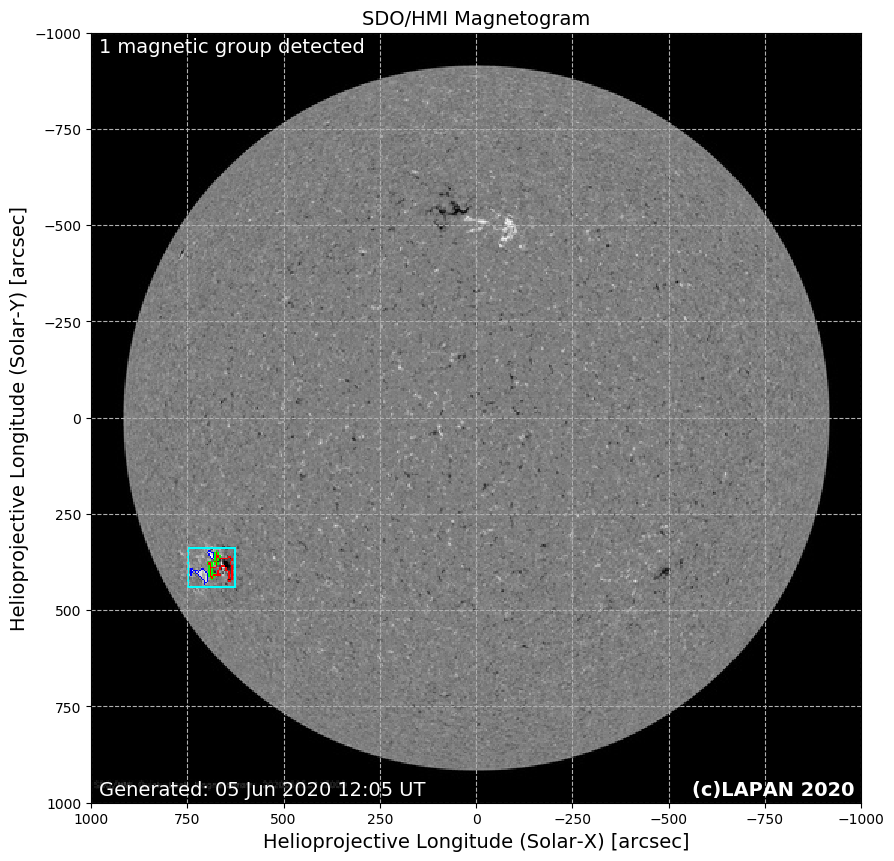 SDO/HMI Magnetogram
1 magnetic group detected
−1000
−750
−500
−250
0
250
500
750
1000
Helioprojective Longitude (Solar-Y) [arcsec]
Generated: 05 Jun 2020 12:05 UT
(c)LAPAN 2020
1000 750 500 250 0 −250 −500 −750 −1000
Helioprojective Longitude (Solar-X) [arcsec]